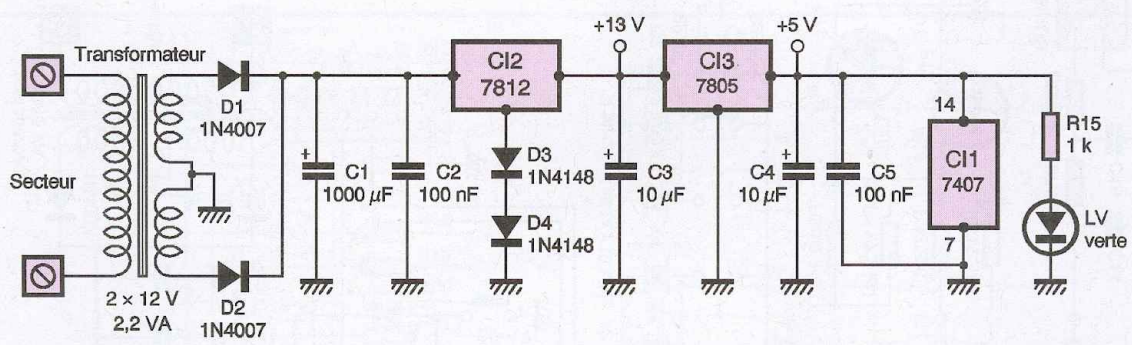 Transformateur
Secteur
2 × 12 V
2,2 VA
D1
1N4007
D2
1N4007
+
C1
1000 µF
C2
100 nF
CI2
7812
D3
1N4148
D4
1N4148
+13 V
+
C3
10 µF
CI3
7805
+5 V
+
C4
10 µF
C5
100 nF
14
CI1
7407
7
R15
1 k
LV
verte